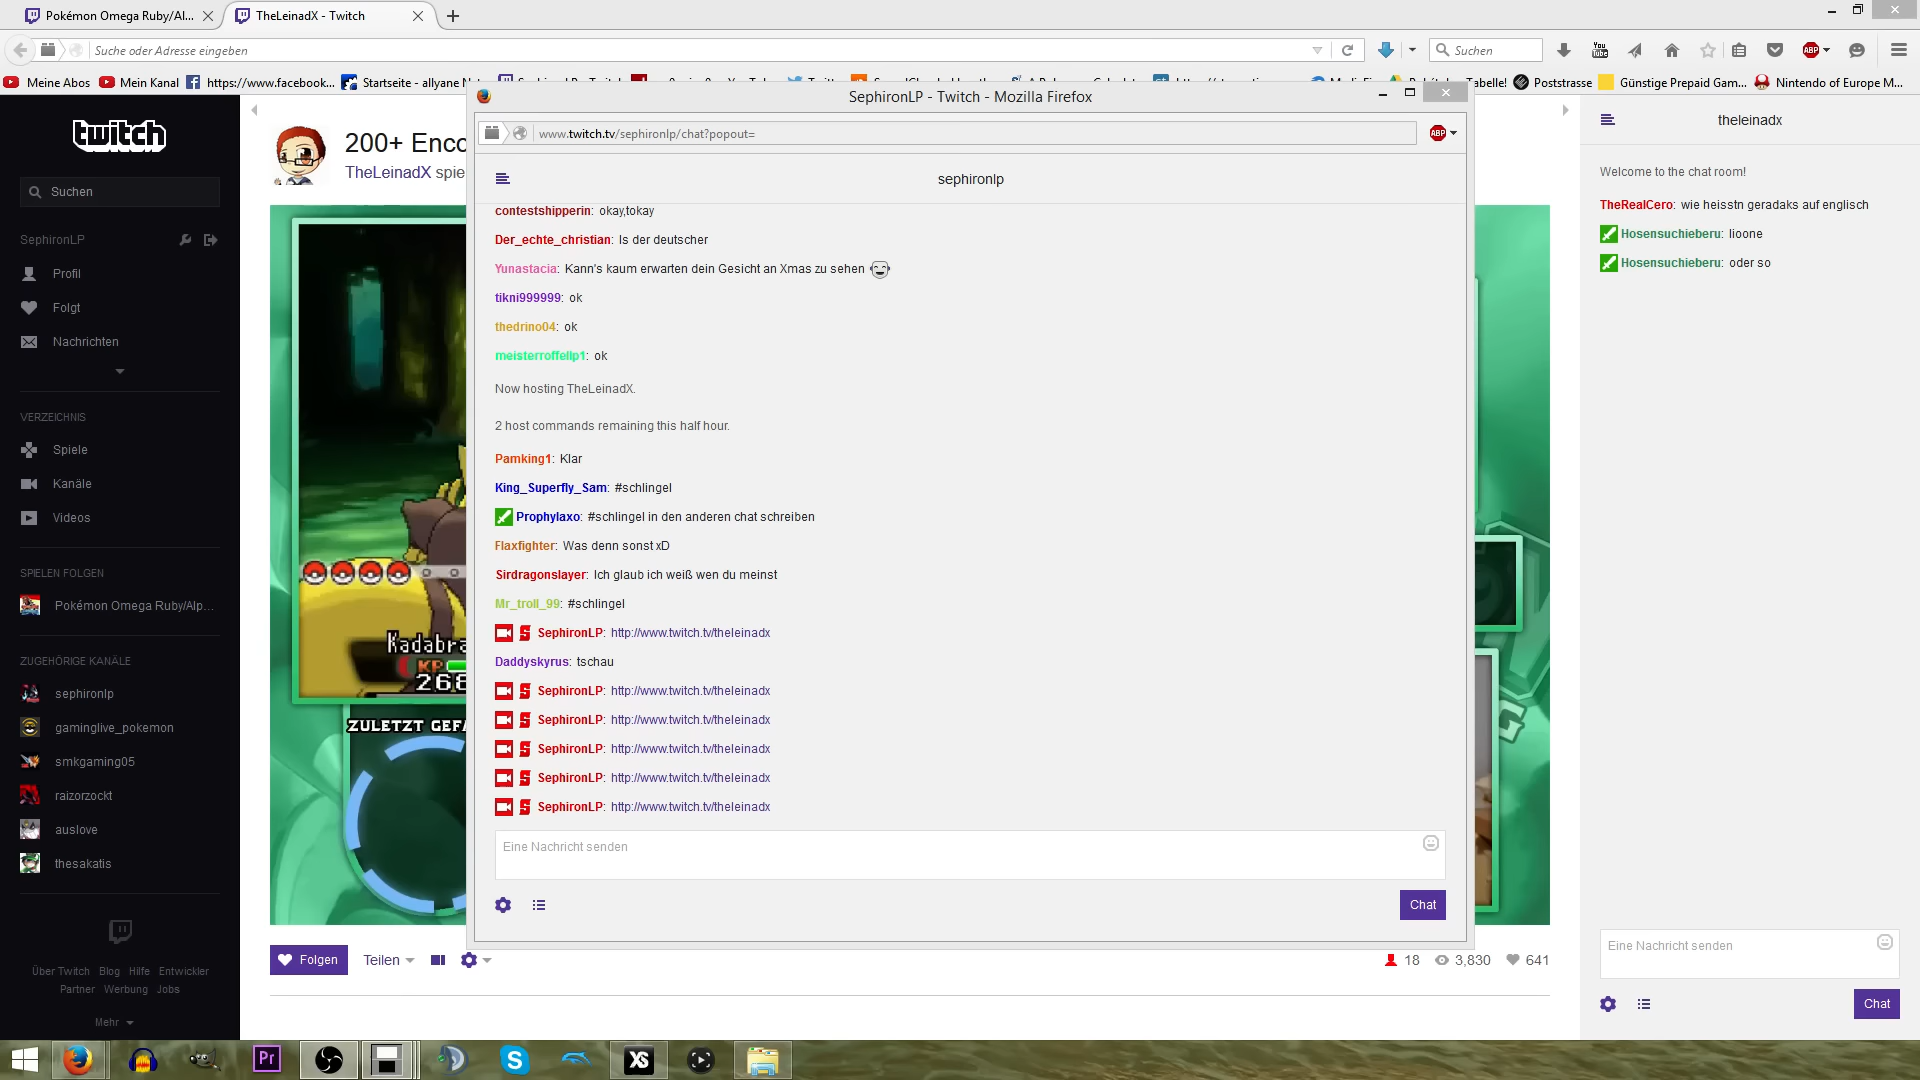 Pokémon Omega Ruby/Al...
TheLeinadX - Twitch
Suche oder Adresse eingeben
Suchen
Meine Abos
Mein Kanal
https://www.facebook...
Startseite - allyane
Tabelle!
Poststrasse
Günstige Prepaid Gam...
Nintendo of Europe M...
twitch
Suchen
SephironLP
Profil
Folgt
Nachrichten
VERZEICHNIS
Spiele
Kanäle
Videos
SPIELEN FOLGEN
Pokémon Omega Ruby/Alp...
ZUGEHÖRIGE KANÄLE
sephironlp
gaminglive_pokemon
smkgaming05
raizorzockt
auslove
thesakatis
Über Twitch Blog Hilfe Entwickler
Partner Werbung Jobs
Mehr
200+ Enco
TheLeinadX spie
Kadabra
KP
268
ZULETZT GEFA
Folgen
Teilen
18
3,830
641
SephironLP - Twitch - Mozilla Firefox
www.twitch.tv/sephironlp/chat?popout=
ABP
sephironlp
contestshipperin: okay,tokay
Der_echte_christian: Is der deutscher
Yunastacia: Kann's kaum erwarten dein Gesicht an Xmas zu sehen
tikni999999: ok
thedrino04: ok
meisterroffellp1: ok
Now hosting TheLeinadX.
2 host commands remaining this half hour.
Pamking1: Klar
King_Superfly_Sam: #schlingel
Prophylaxo: #schlingel in den anderen chat schreiben
Flaxfighter: Was denn sonst xD
Sirdragonslayer: Ich glaub ich weiß wen du meinst
Mr_troll_99: #schlingel
SephironLP: http://www.twitch.tv/theleinadx
Daddyskyrus: tschau
SephironLP: http://www.twitch.tv/theleinadx
SephironLP: http://www.twitch.tv/theleinadx
SephironLP: http://www.twitch.tv/theleinadx
SephironLP: http://www.twitch.tv/theleinadx
SephironLP: http://www.twitch.tv/theleinadx
Eine Nachricht senden
Chat
theleinadx
Welcome to the chat room!
TheRealCero: wie heisstn geradaks auf englisch
Hosensuchieberu: lioone
Hosensuchieberu: oder so
Eine Nachricht senden
Chat
Pr
XS